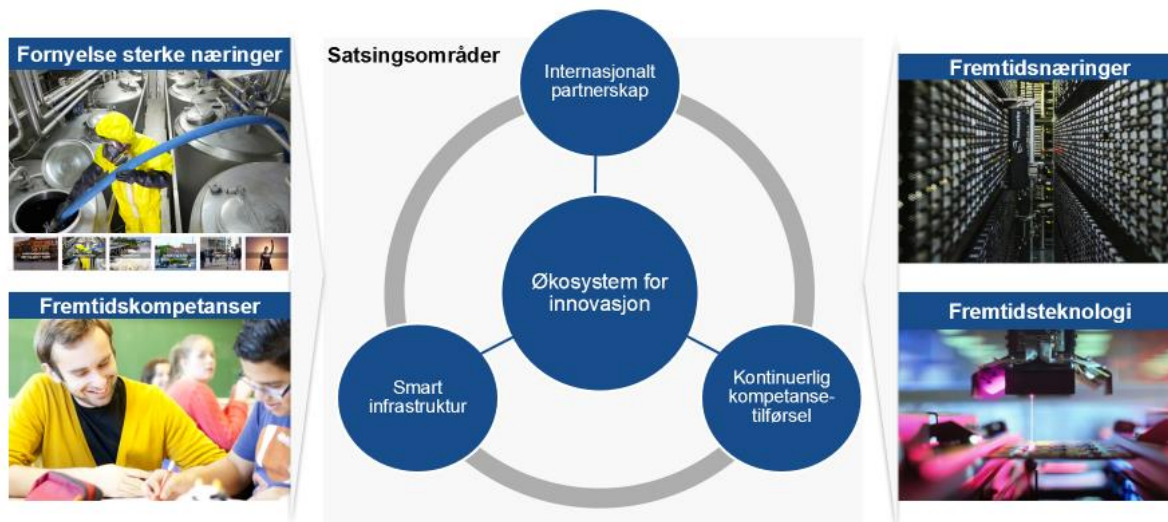 Fornyelse sterke næringer
Fremtidskompetanser
Satsingsområder
Internasjonalt
partnerskap
Økosystem for
innovasjon
Smart
infrastruktur
Kontinuerlig
kompetanse-
tilførsel
Fremtidsnæringer
Fremtidsteknologi